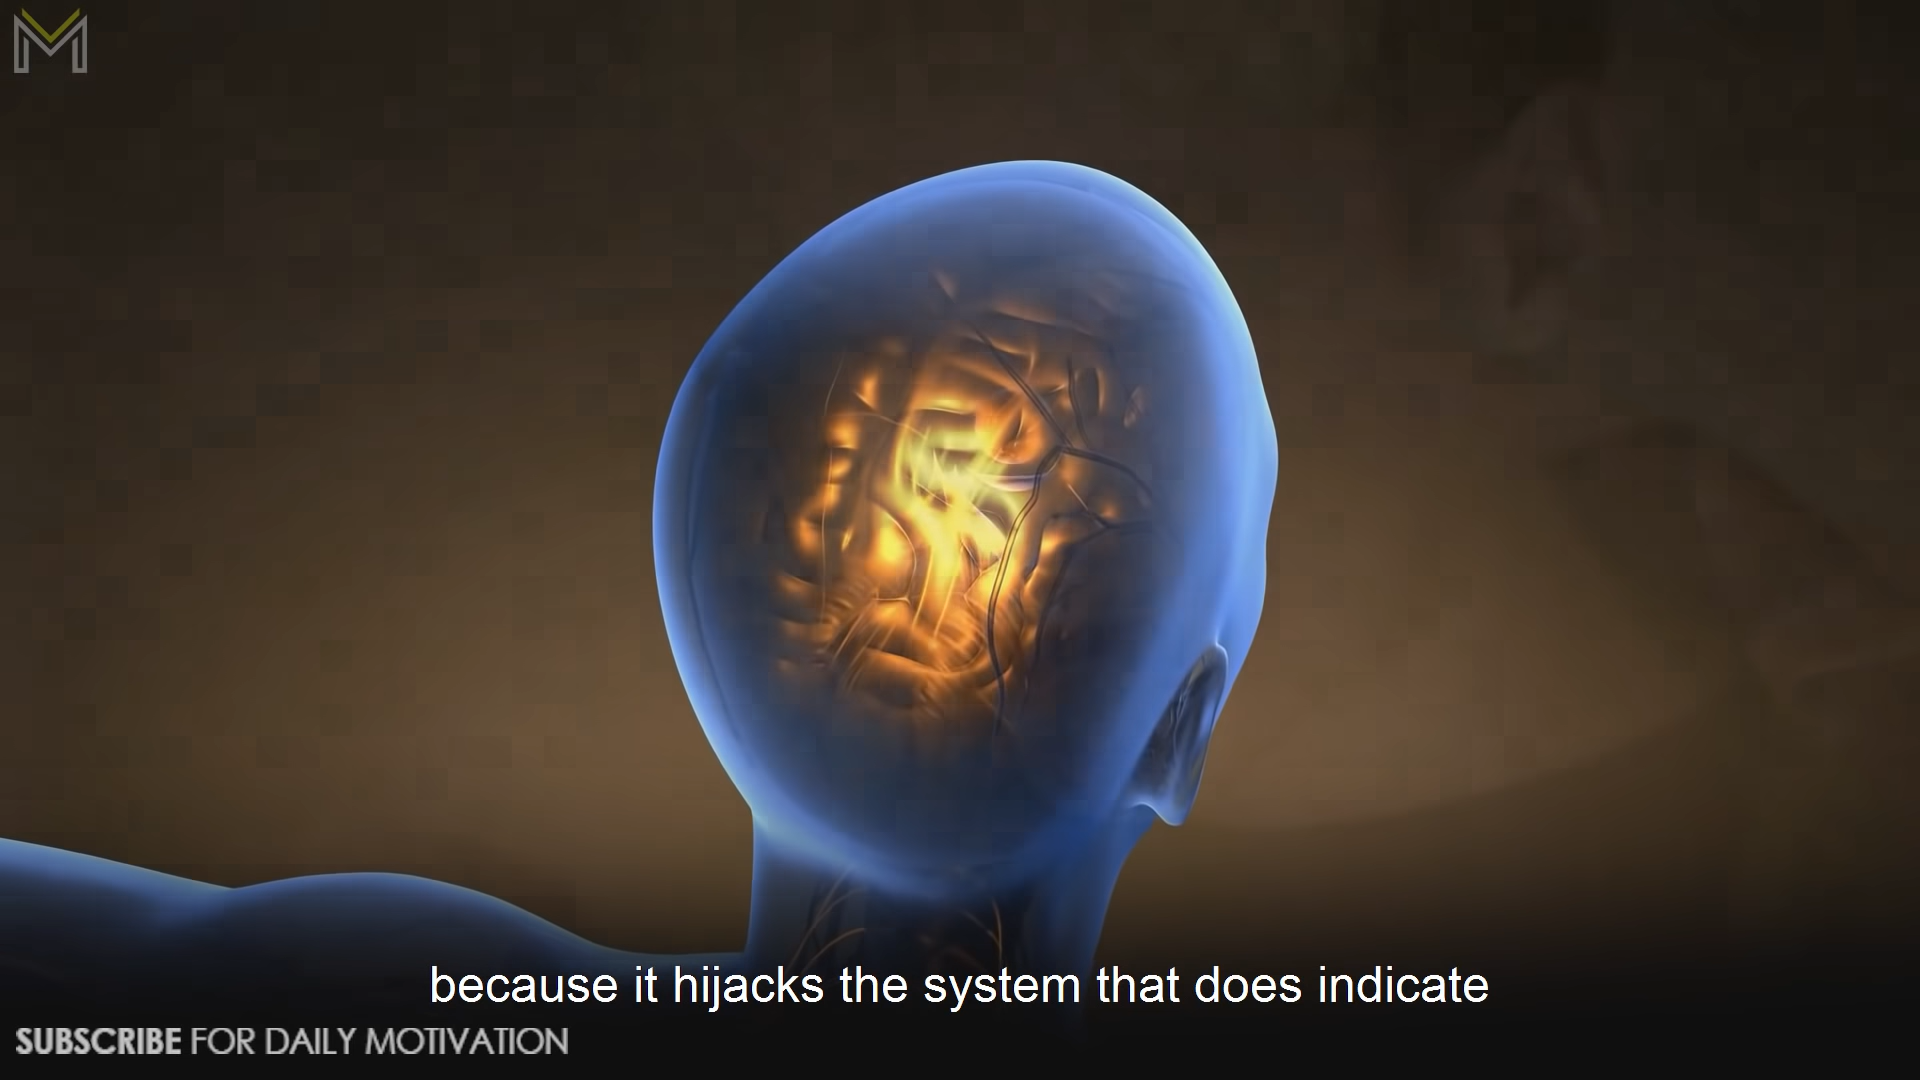 because it hijacks the system that does indicate
SUBSCRIBE FOR DAILY MOTIVATION